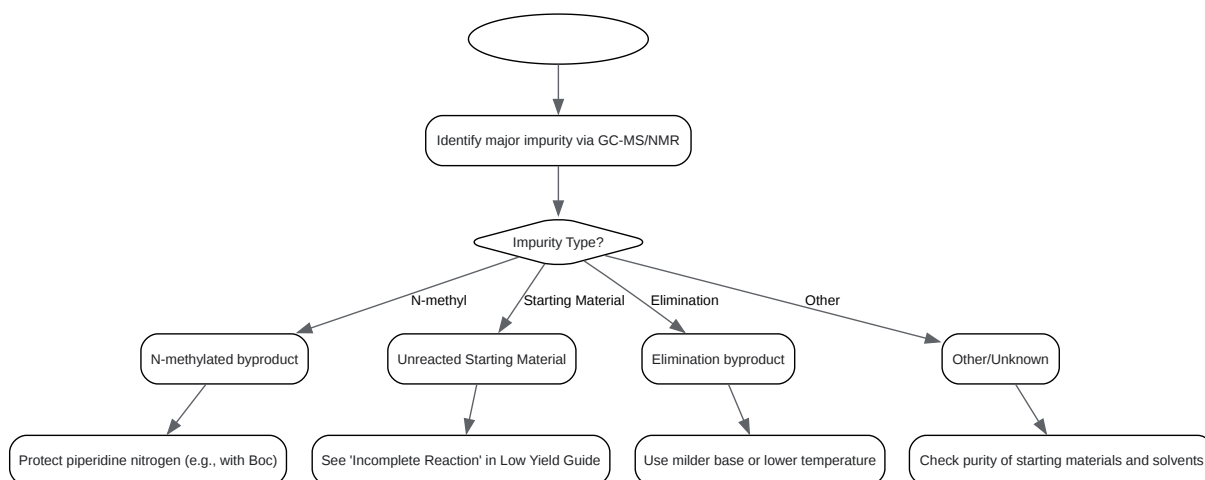 Identify major impurity via GC-MS/NMR
Impurity Type?
N-methyl
Starting Material
Elimination
Other
N-methylated byproduct
Unreacted Starting Material
Elimination byproduct
Other/Unknown
Protect piperidine nitrogen (e.g., with Boc)
See 'Incomplete Reaction' in Low Yield Guide
Use milder base or lower temperature
Check purity of starting materials and solvents